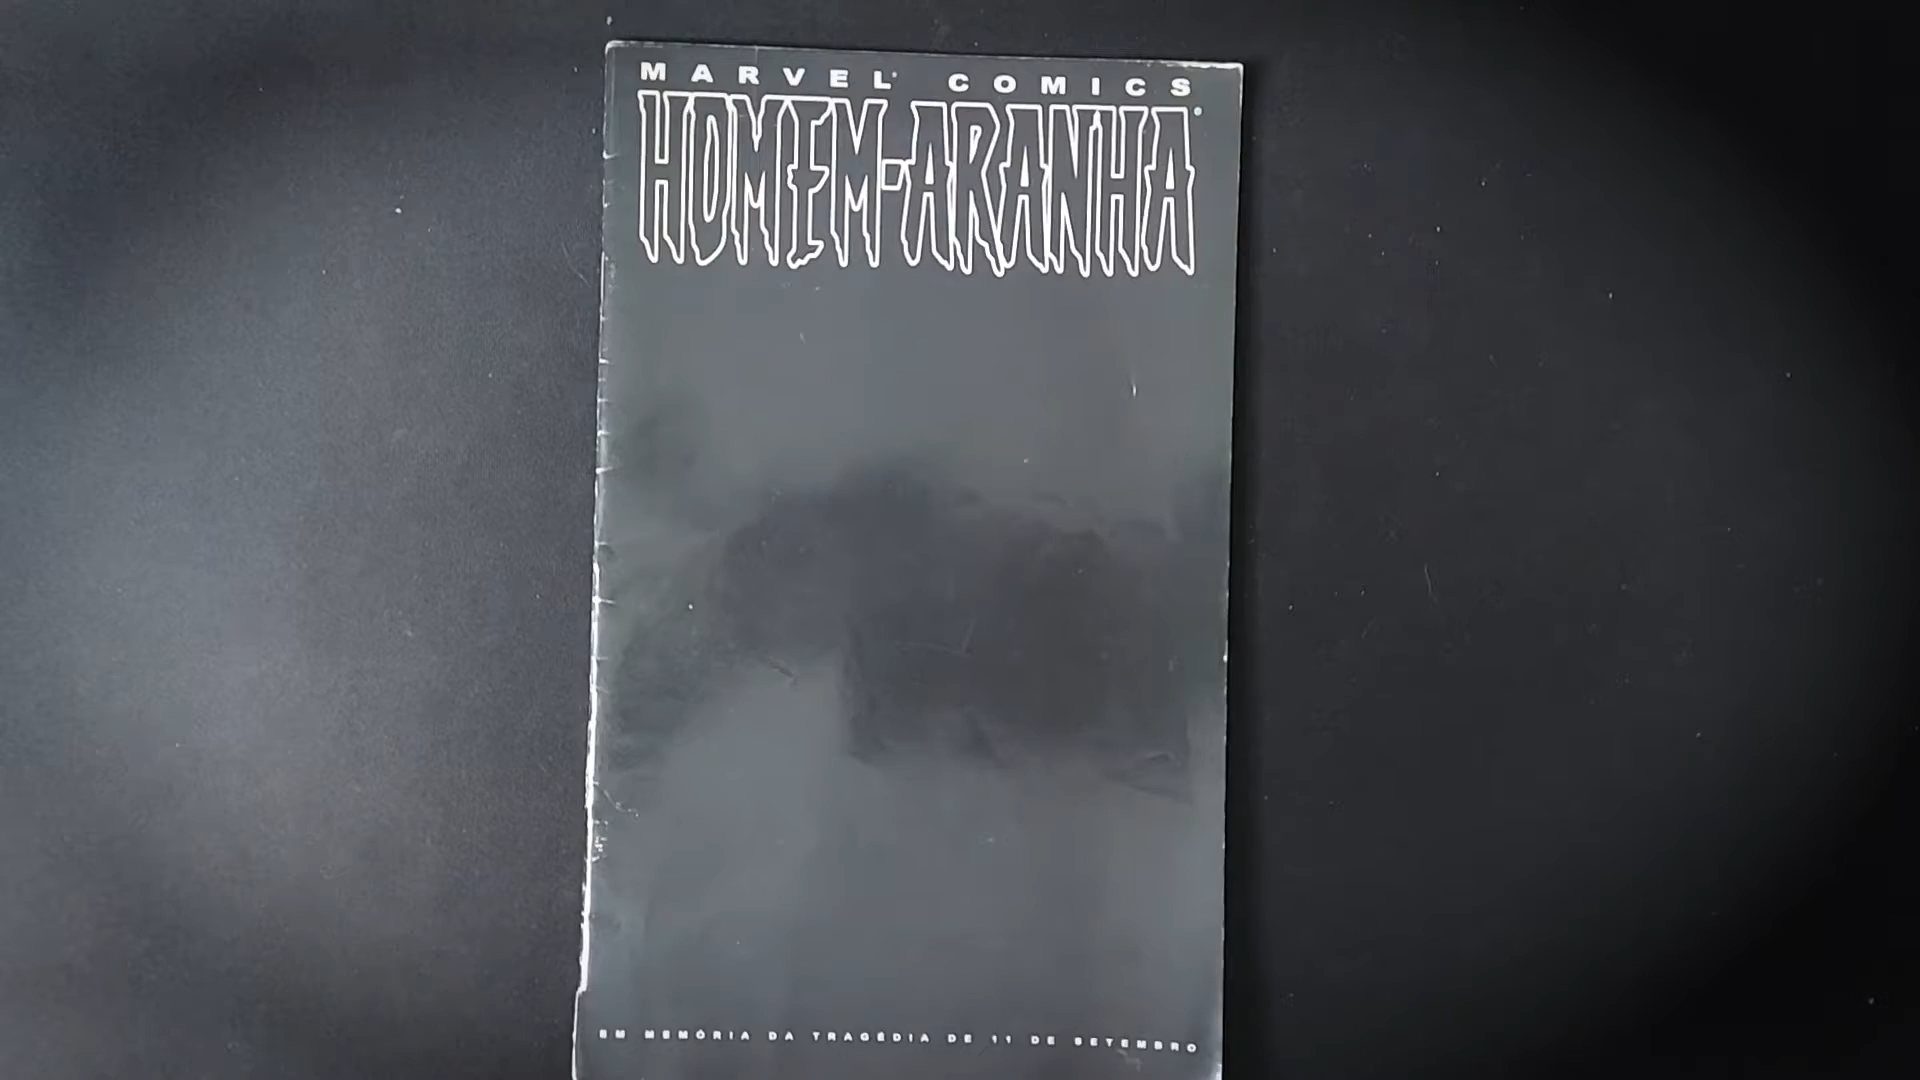 MARVEL COMICS
HOMEM-ARANHA
EM MEMÓRIA DA TRAGÉDIA DE 11 DE SETEMBRO